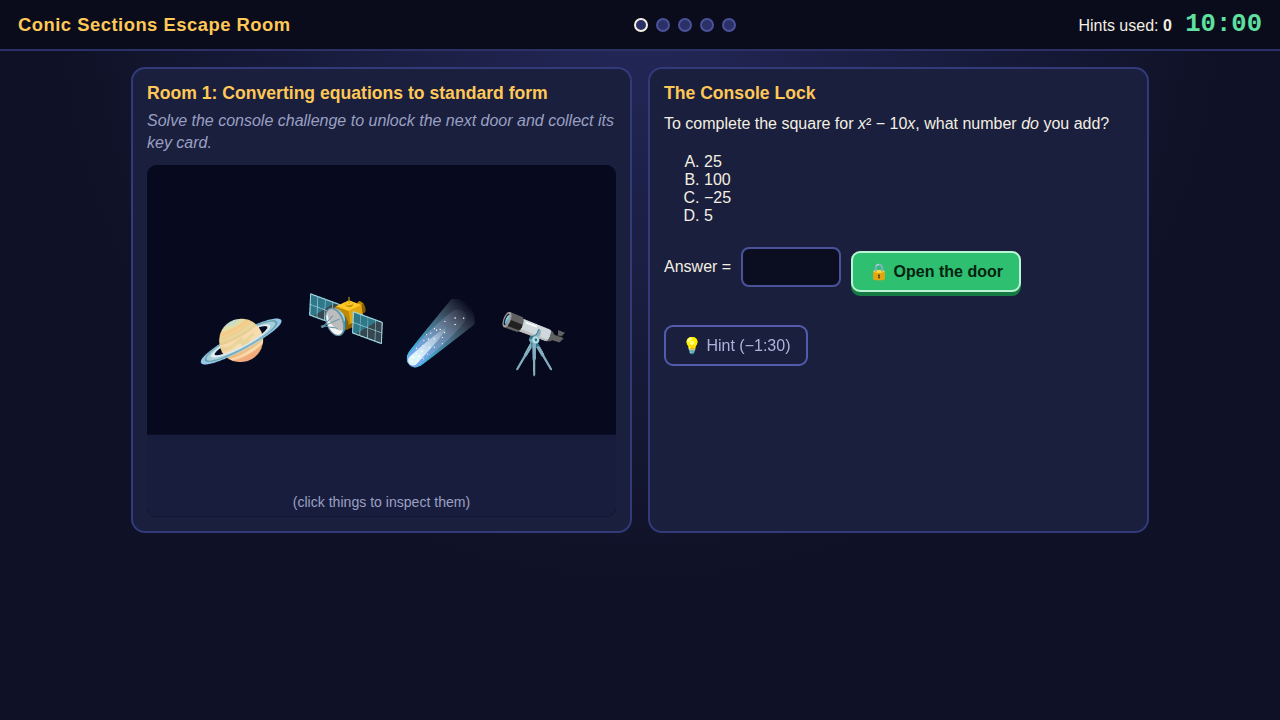 Conic Sections Escape Room
Hints used: 0 10:00
Room 1: Converting equations to standard form
Solve the console challenge to unlock the next door and collect its
key card.
(click things to inspect them)
The Console Lock
To complete the square for x² − 10x, what number do you add?
A. 25
B. 100
C. −25
D. 5
Answer =
🔒 Open the door
💡 Hint (−1:30)